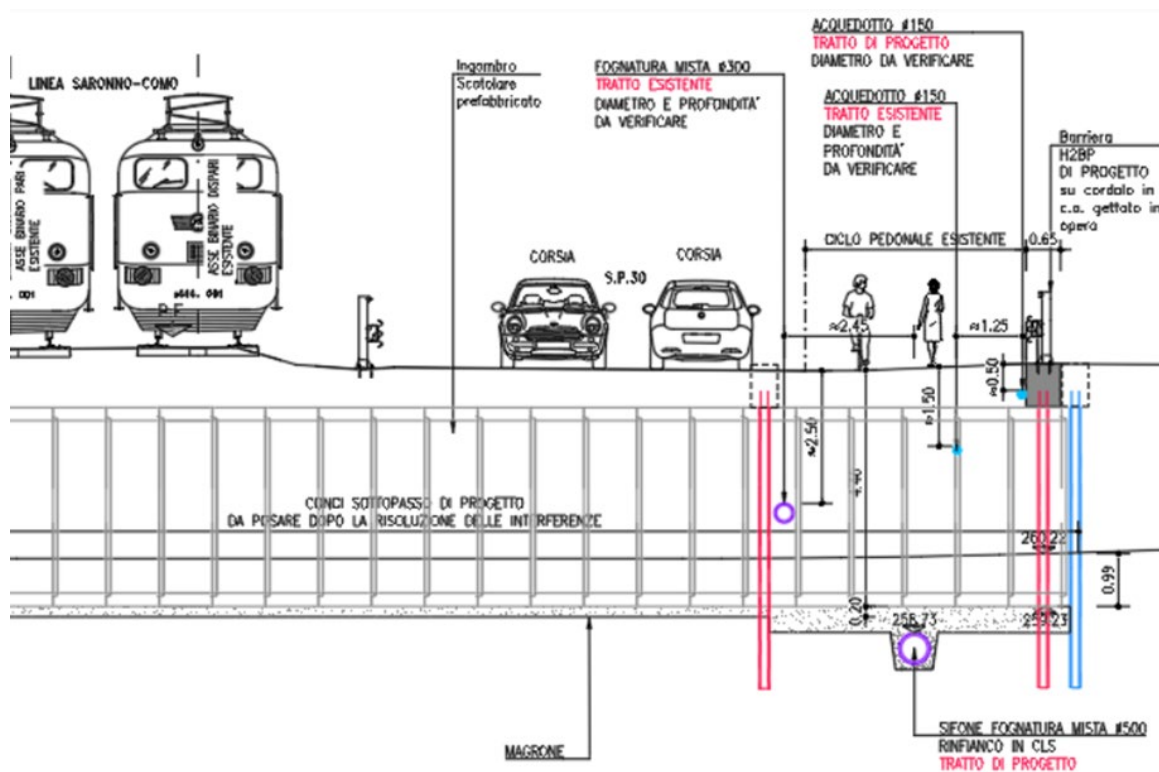 ACQUEDOTTO ø150
TRATTO DI PROGETTO
DIAMETRO DA VERIFICARE
LINEA SARONNO-COMO
Ingombro
Scatolare
prefabbricato
FOGNATURA MISTA ø300
TRATTO ESISTENTE
DIAMETRO E PROFONDITA'
DA VERIFICARE
ACQUEDOTTO ø150
TRATTO ESISTENTE
DIAMETRO E
PROFONDITA'
DA VERIFICARE
Barriera
H2BP
DI PROGETTO
su cordolo in
c.a. gettato in
opera
ASSE BINARIO PARI
ESISTENTE
ASSE BINARIO DISPARI
ESISTENTE
CORSIA
S.P.30
CORSIA
CICLO PEDONALE ESISTENTE
0.65
P.F.
≈2.45
≈1.25
≈0.50
≈1.50
≈2.50
4.40
CONCI SOTTOPASSO DI PROGETTO
DA POSARE DOPO LA RISOLUZIONE DELLE INTERFERENZE
260.22
0.99
0.20
258.73
259.23
MAGRONE
SIFONE FOGNATURA MISTA ø500
RINFIANCO IN CLS
TRATTO DI PROGETTO